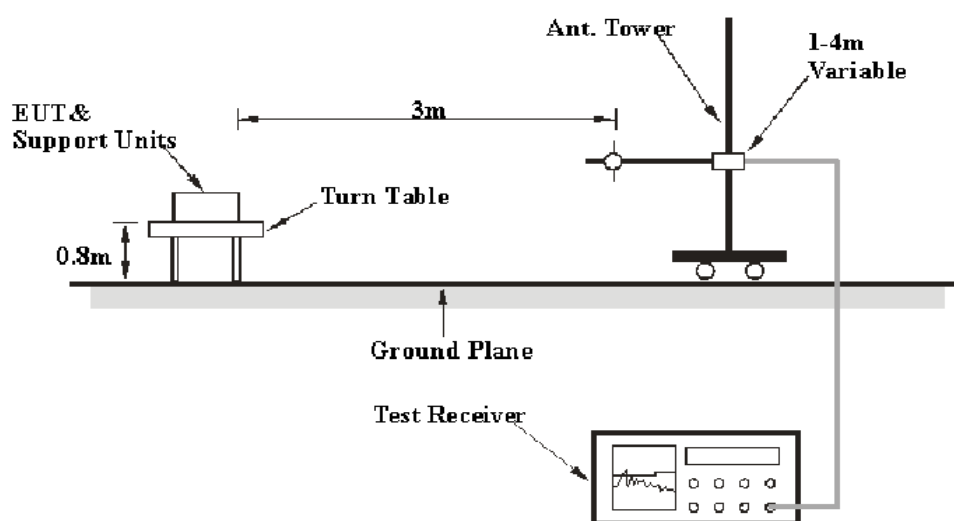 Ant. Tower
1-4m
Variable
EUT&
Support Units
3m
Turn Table
0.8m
Ground Plane
Test Receiver